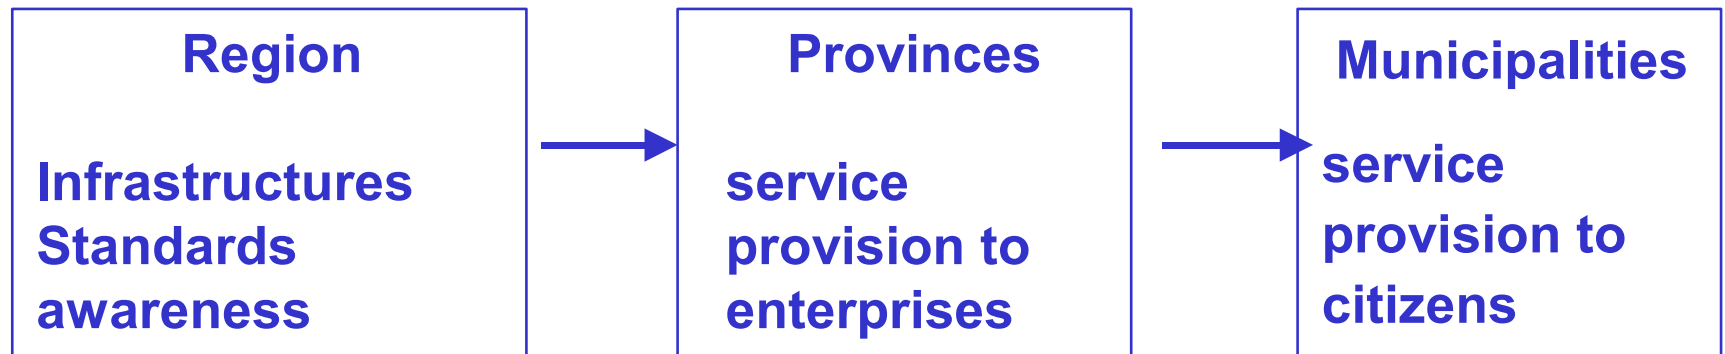 Region
Infrastructures
Standards
awareness
Provinces
service
provision to
enterprises
Municipalities
service
provision to
citizens